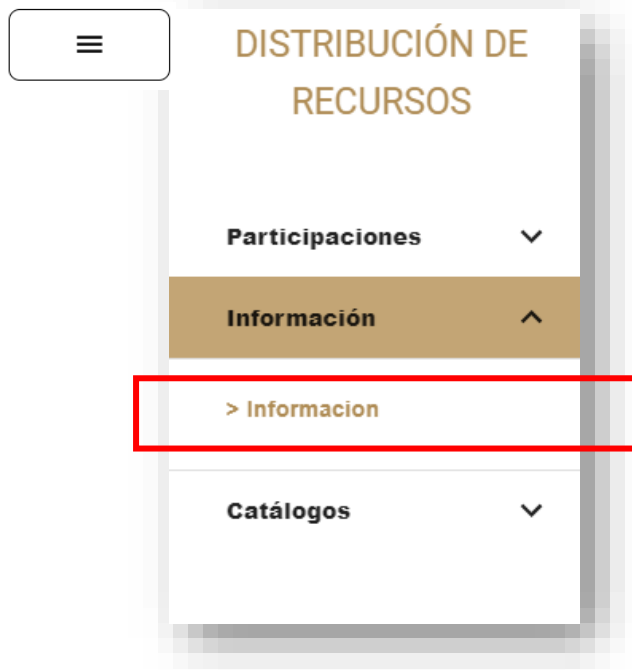 DISTRIBUCIÓN DE
RECURSOS
Participaciones
Información
> Informacion
Catálogos